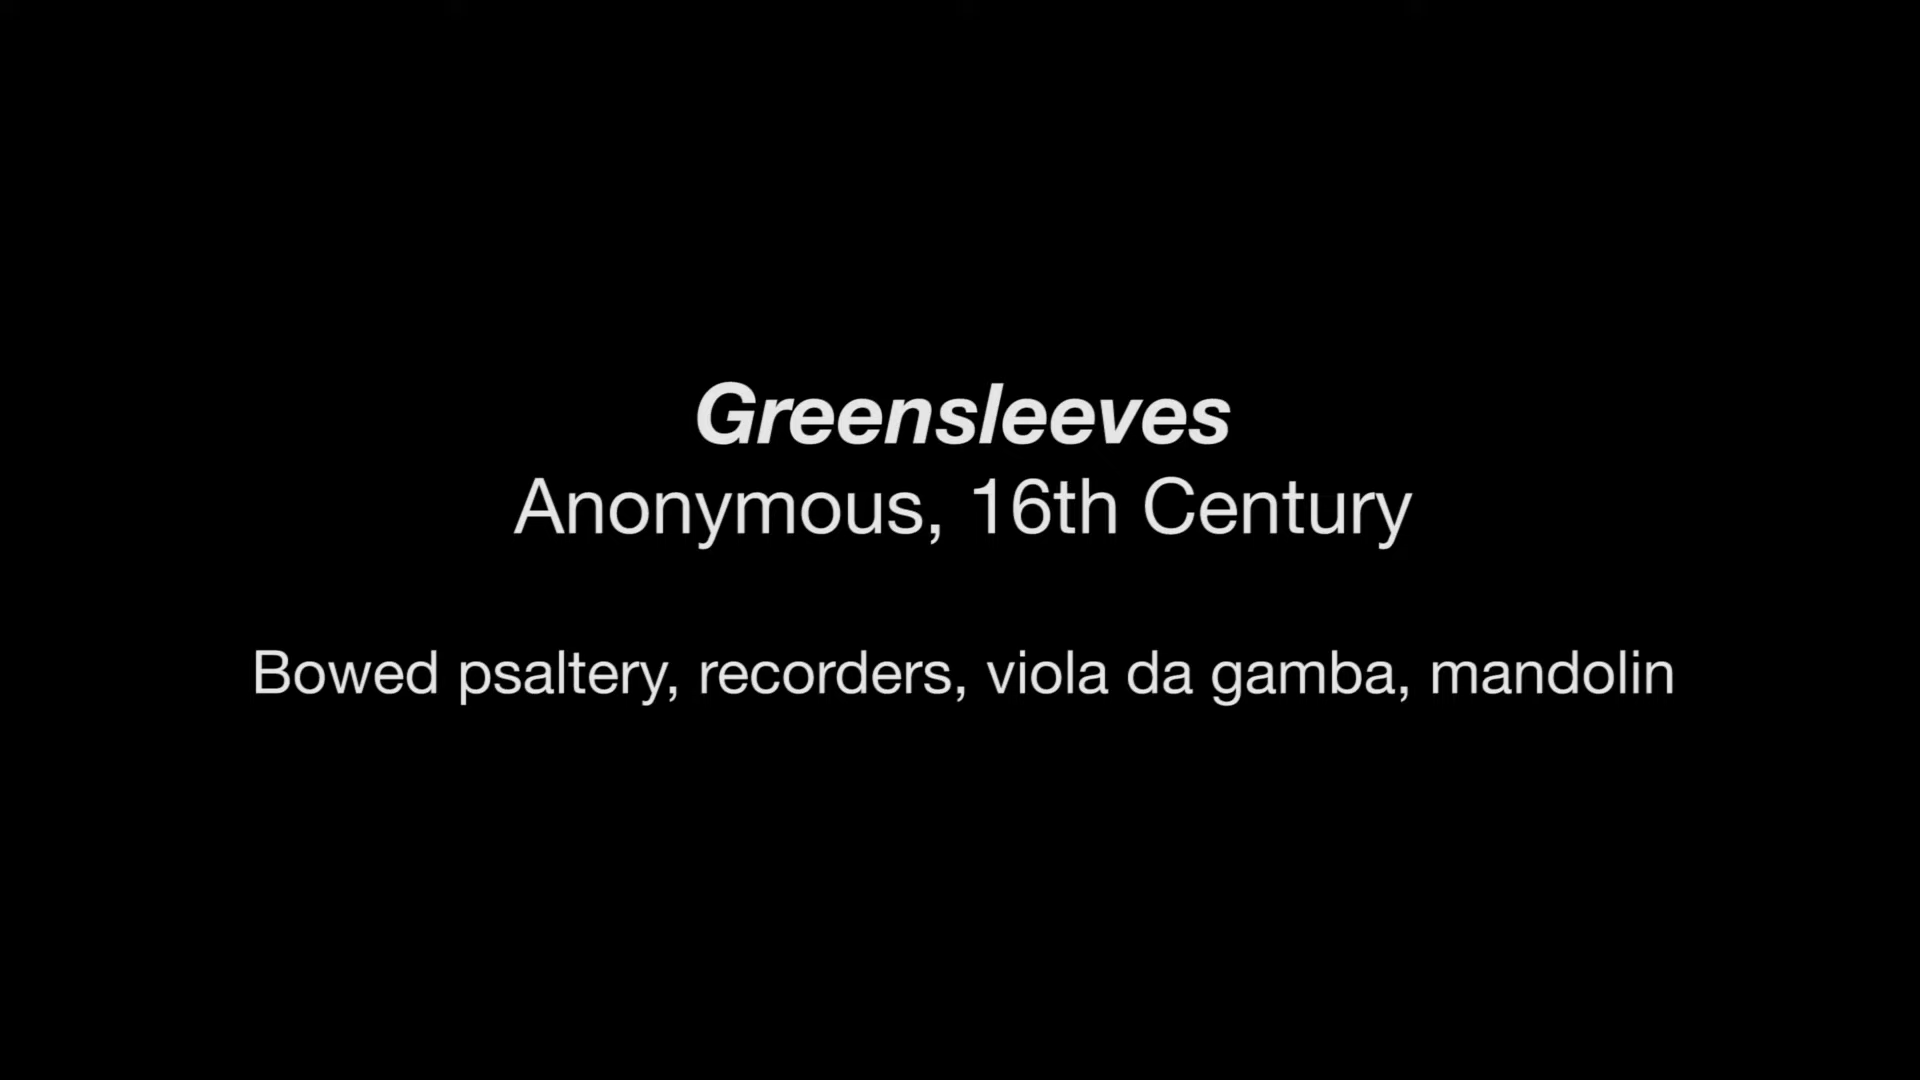 Greensleeves
Anonymous, 16th Century
Bowed psaltery, recorders, viola da gamba, mandolin